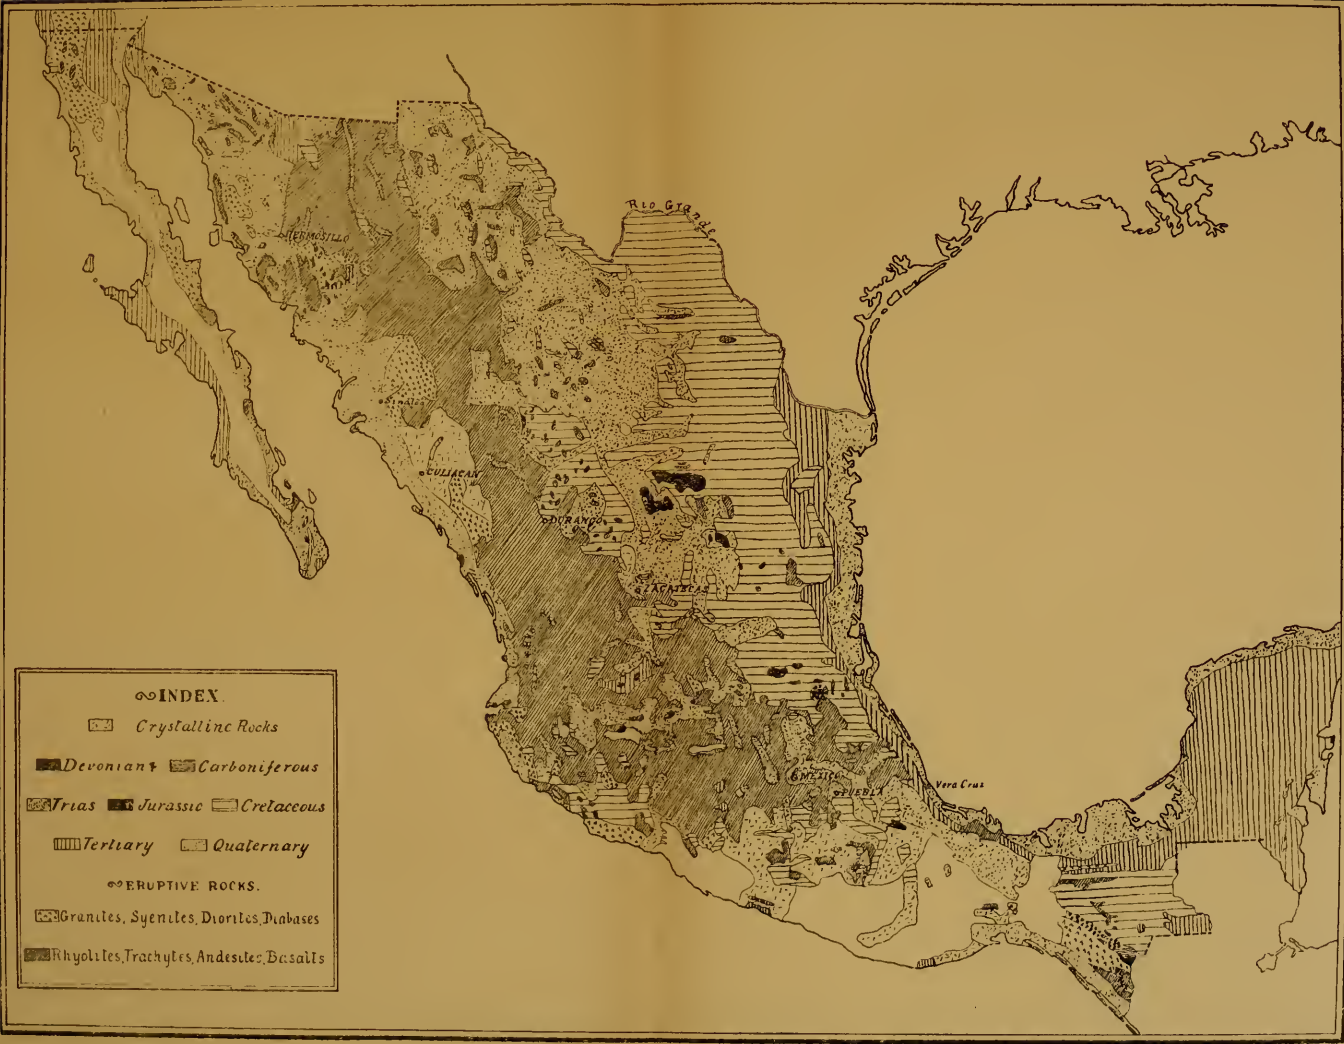 Rio Grande
HERMOSILLO
Sinaloa
CULIACAN
DURANGO
ZACATECAS
MEXICO
PUEBLA
Vera Cruz
INDEX.
Crystalline Rocks
Devonian Carboniferous
Trias Jurassic Cretaceous
Tertiary Quaternary
ERUPTIVE ROCKS.
Granites, Syenites, Diorites, Diabases
Rhyolites, Trachytes, Andesites, Basalts